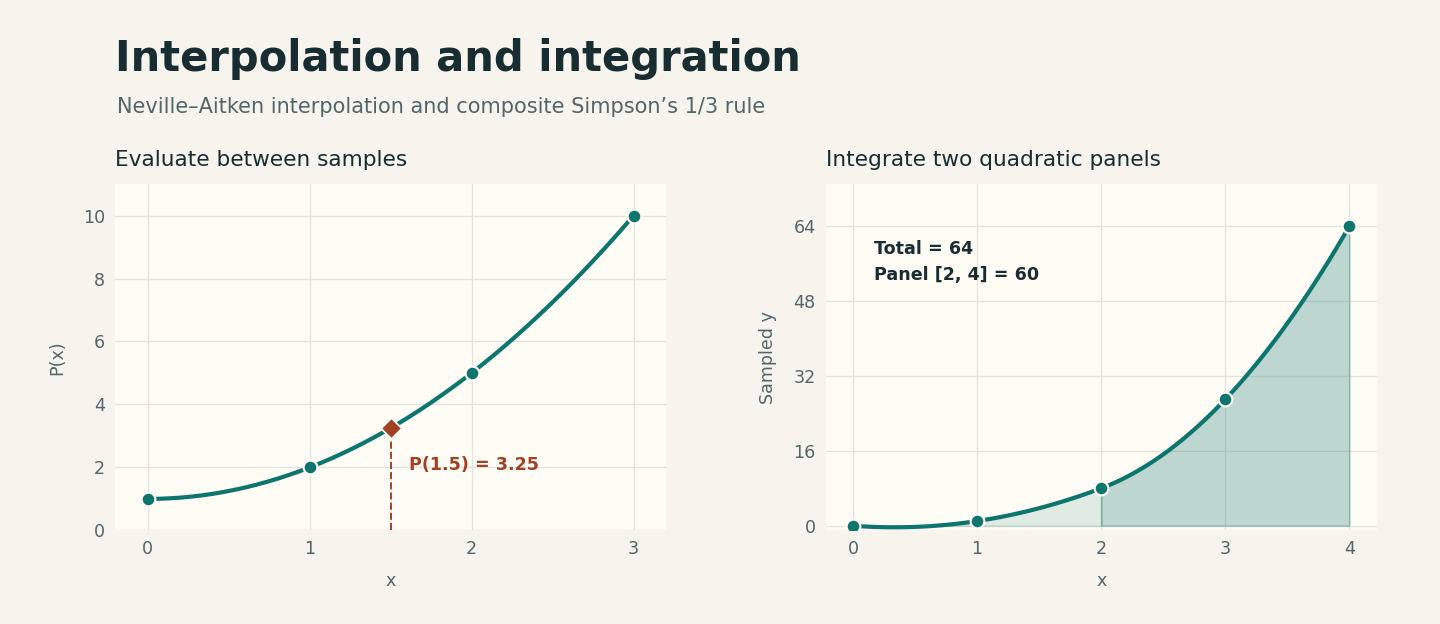 Interpolation and integration
Neville–Aitken interpolation and composite Simpson’s 1/3 rule
Evaluate between samples
10
8
6
4
2
0
P(x)
P(1.5) = 3.25
0 1 2 3
x
Integrate two quadratic panels
64
48
32
16
0
Sampled y
Total = 64
Panel [2, 4] = 60
0 1 2 3 4
x